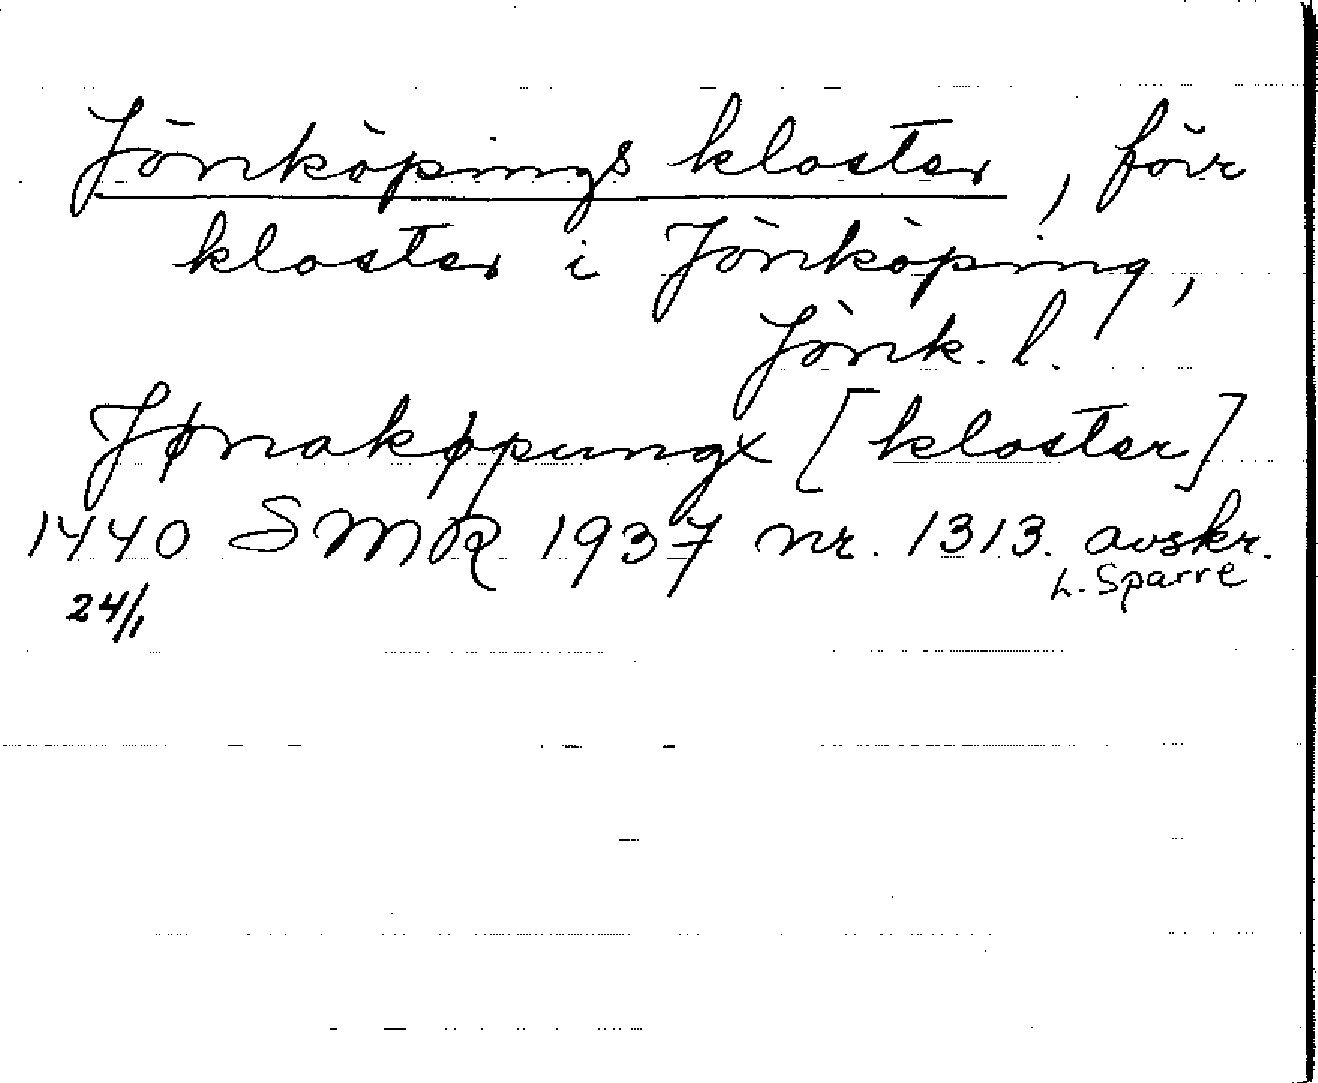 Jönköpings kloster, förr
kloster i Jönköping,
Jönk. l.
Jønakøpungx [kloster]
1440 SMR 1937 nr. 1313. avskr.
L. Sparre
24/1